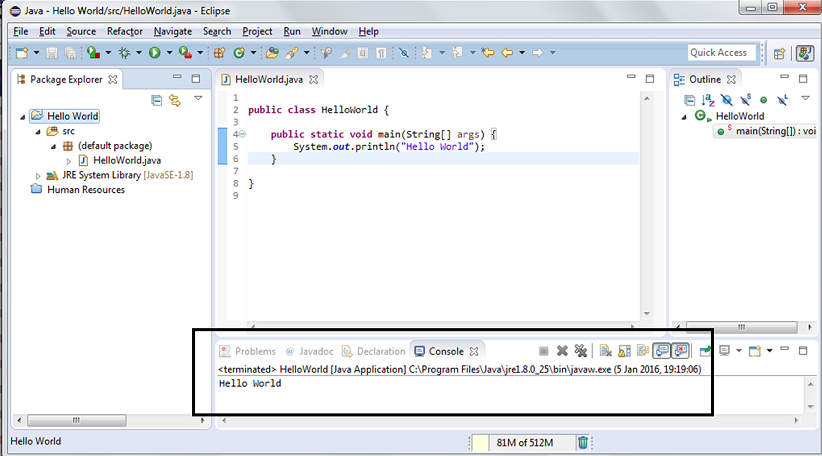 Java - Hello World/src/HelloWorld.java - Eclipse
File Edit Source Refactor Navigate Search Project Run Window Help
Quick Access
Package Explorer
Hello World
src
(default package)
HelloWorld.java
JRE System Library [JavaSE-1.8]
Human Resources
HelloWorld.java
1
2 public class HelloWorld {
3
4 public static void main(String[] args) {
5 System.out.println("Hello World");
6 }
7
8 }
9
Outline
HelloWorld
main(String[]) : voi
Problems Javadoc Declaration Console
<terminated> HelloWorld [Java Application] C:\Program Files\Java\jre1.8.0_25\bin\javaw.exe (5 Jan 2016, 19:19:06)
Hello World
Hello World
81M of 512M